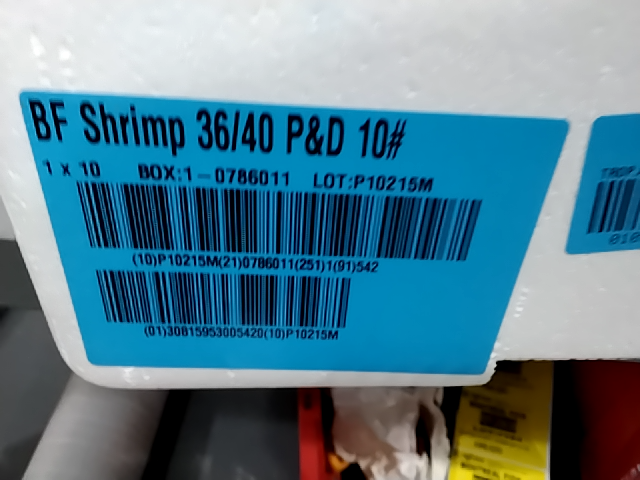 BF Shrimp 36/40 P&D 10#
1 x 10 BOX:1-0786011 LOT:P10215M
(10)P10215M(21)0786011(251)1(91)542
(01)30815953005420(10)P10215M